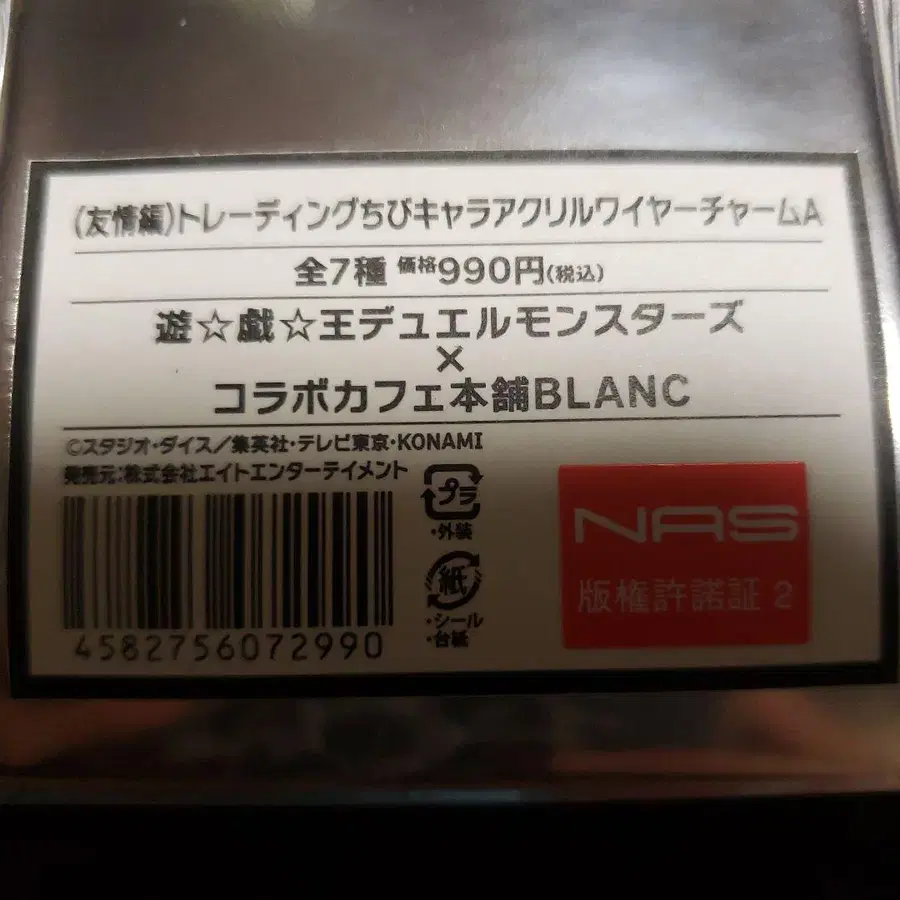 (友情編)トレーディングちびキャラアクリルワイヤーチャームA
全7種 価格990円(税込)
遊☆戯☆王デュエルモンスターズ
×
コラボカフェ本舗BLANC
©スタジオ・ダイス/集英社・テレビ東京・KONAMI
発売元:株式会社エイトエンターテイメント
プラ
・外装
紙
・シール
・台紙
4582756072990
NAS
版権許諾証 2